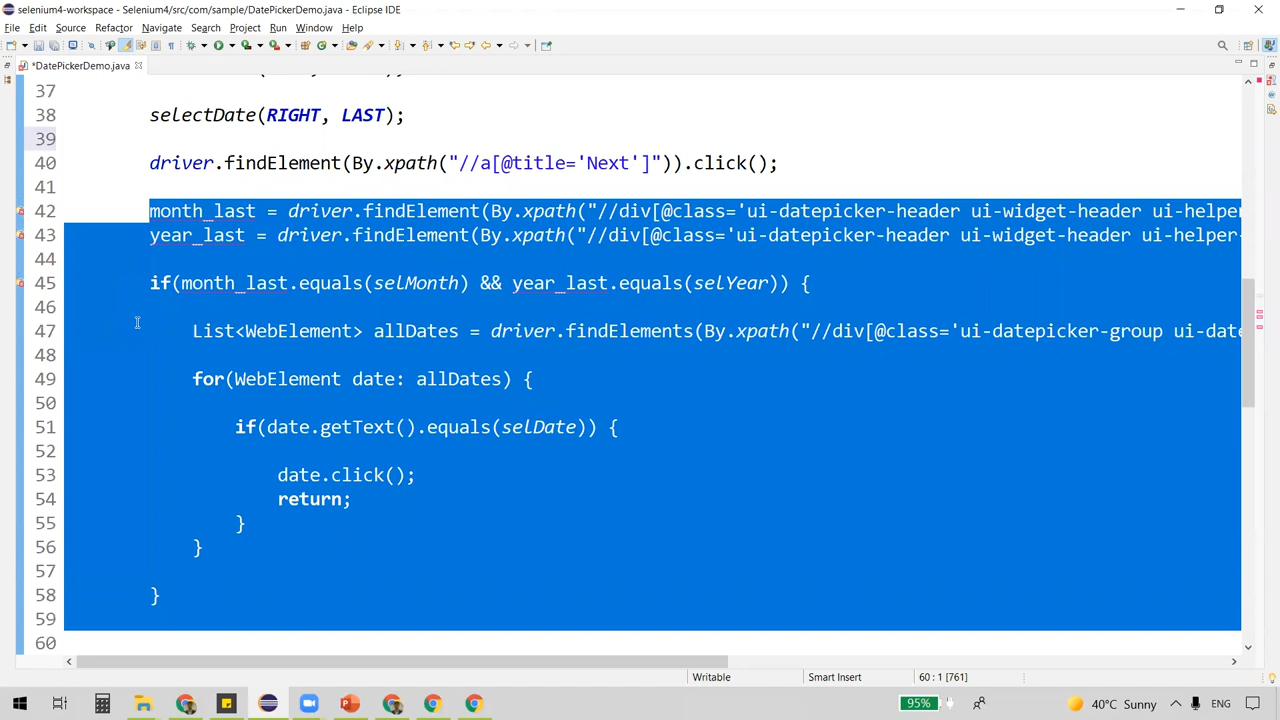 selenium4-workspace - Selenium4/src/com/sample/DatePickerDemo.java - Eclipse IDE
File Edit Source Refactor Navigate Search Project Run Window Help
*DatePickerDemo.java
37
38 selectDate(RIGHT, LAST);
39
40 driver.findElement(By.xpath("//a[@title='Next']")).click();
41
42 month_last = driver.findElement(By.xpath("//div[@class='ui-datepicker-header ui-widget-header ui-helper
43 year_last = driver.findElement(By.xpath("//div[@class='ui-datepicker-header ui-widget-header ui-helper-
44
45 if(month_last.equals(selMonth) && year_last.equals(selYear)) {
46
47 List<WebElement> allDates = driver.findElements(By.xpath("//div[@class='ui-datepicker-group ui-date
48
49 for(WebElement date: allDates) {
50
51 if(date.getText().equals(selDate)) {
52
53 date.click();
54 return;
55 }
56 }
57
58 }
59
60
Writable Smart Insert 60 : 1 [761]
95% 40°C Sunny ENG